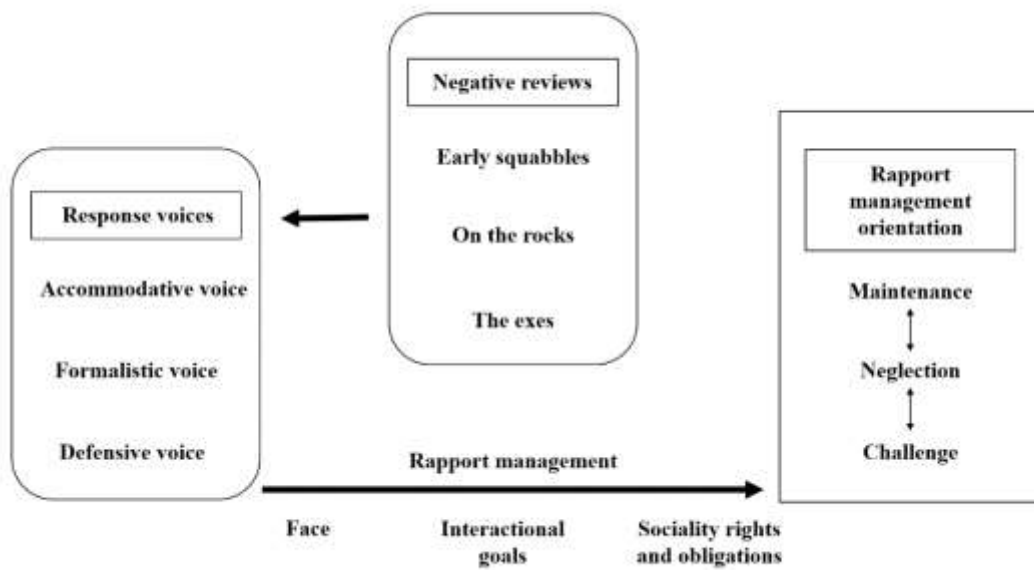 Negative reviews
Early squabbles
On the rocks
The exes
Response voices
Accommodative voice
Formalistic voice
Defensive voice
Rapport
management
orientation
Maintenance
Neglection
Challenge
Rapport management
Face
Interactional
goals
Sociality rights
and obligations